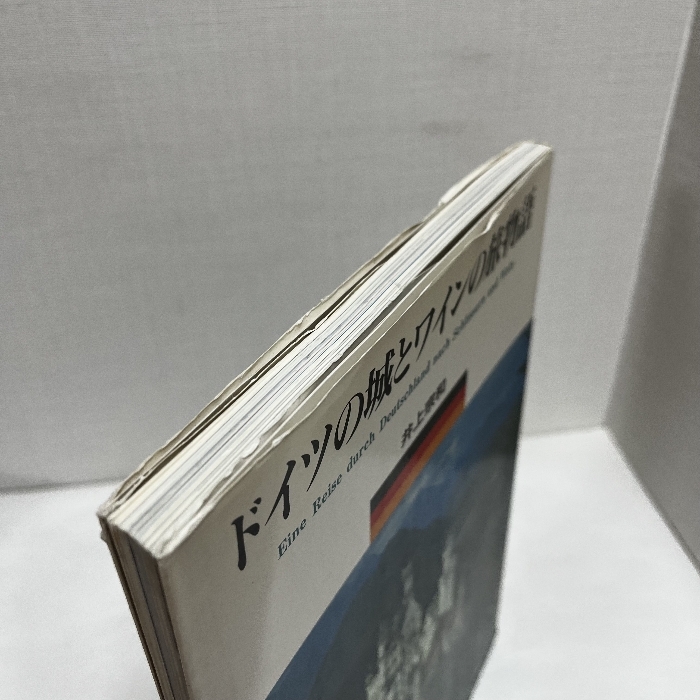 ドイツの城とワインの旅物語
Eine Reise durch Deutschland nach Schlössern und Wein.
井上宗和